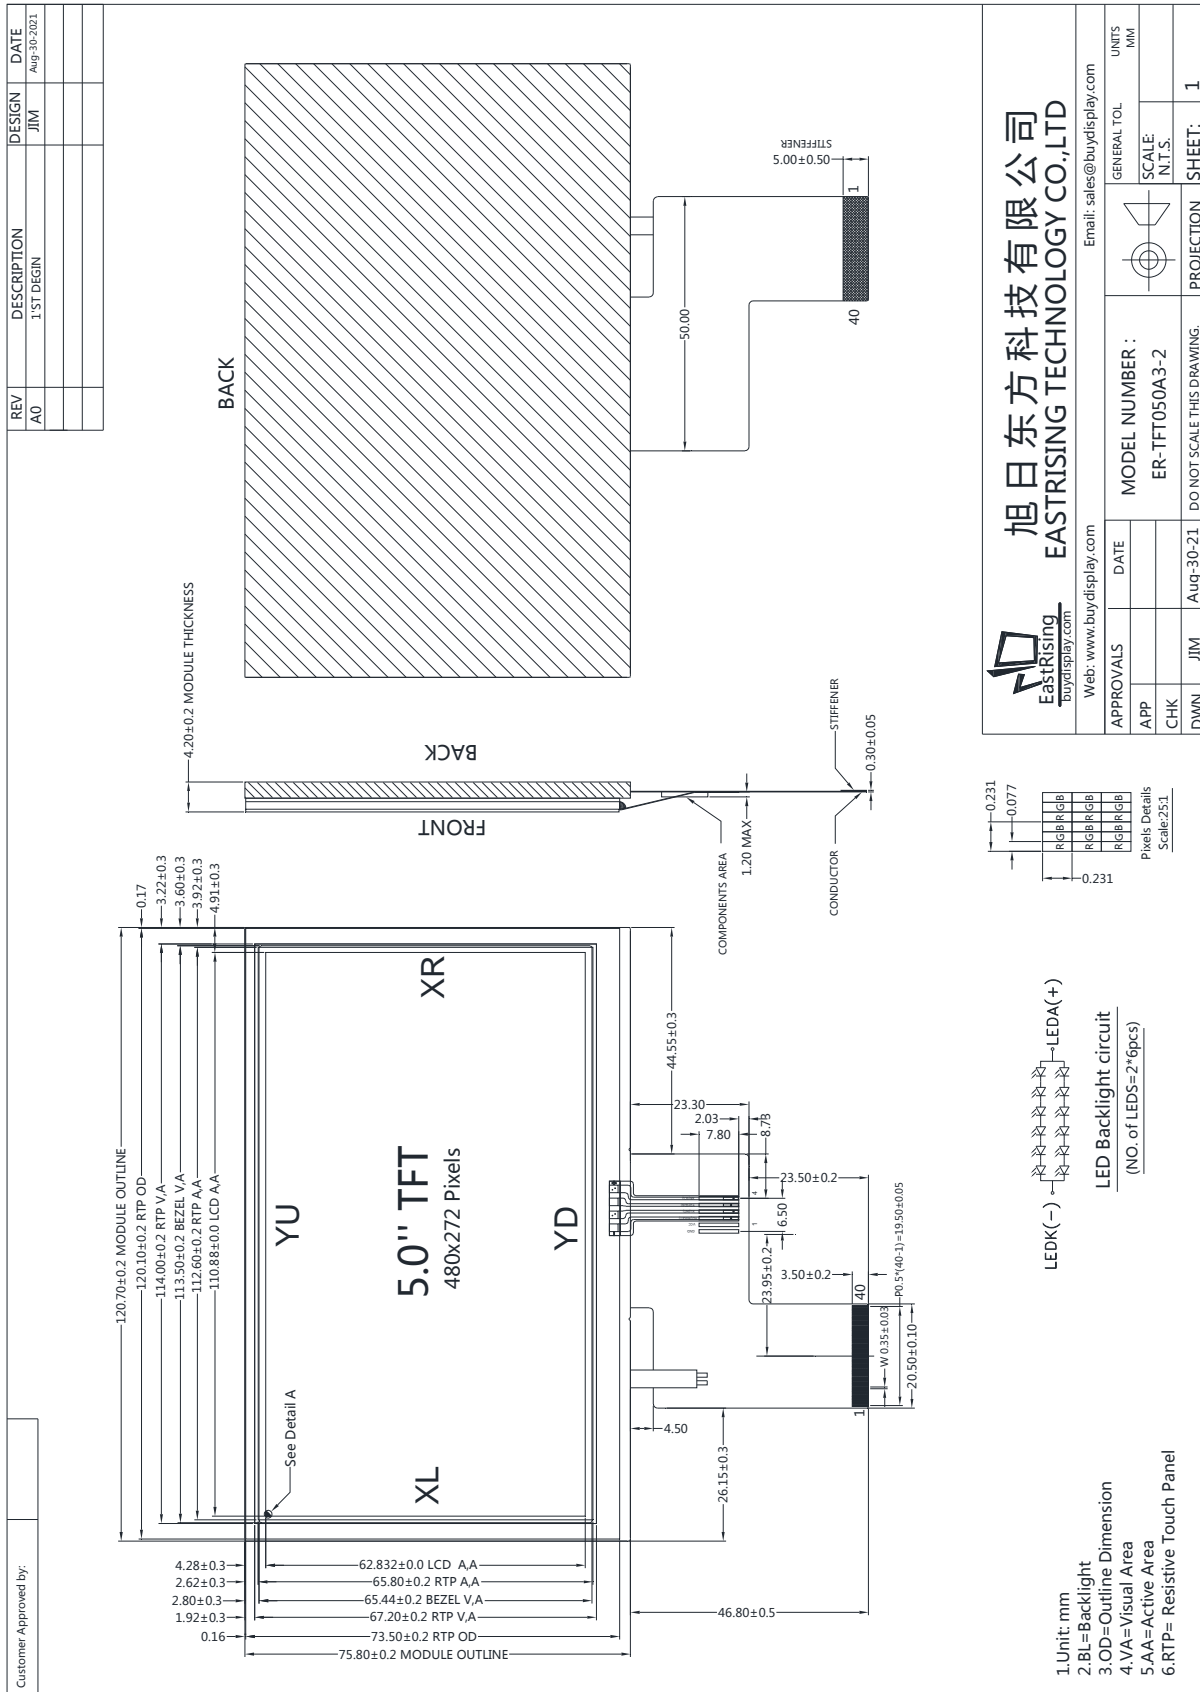 Customer Approved by:
REV DESCRIPTION DESIGN DATE
A0 1'ST DEGIN JIM Aug-30-2021
120.70±0.2 MODULE OUTLINE
120.10±0.2 RTP OD
0.17
114.00±0.2 RTP V,A
3.22±0.3
113.50±0.2 BEZEL V,A
3.60±0.3
112.60±0.2 RTP A,A
3.92±0.3
110.88±0.0 LCD A,A
4.91±0.3
4.28±0.3
62.832±0.0 LCD A,A
2.62±0.3
65.80±0.2 RTP A,A
2.80±0.3
65.44±0.2 BEZEL V,A
1.92±0.3
67.20±0.2 RTP V,A
0.16
73.50±0.2 RTP OD
75.80±0.2 MODULE OUTLINE
See Detail A
YU
XL
XR
YD
5.0'' TFT
480x272 Pixels
44.55±0.3
23.30
2.03
7.80
8.73
23.50±0.2
6.50
23.95±0.2
3.50±0.2
4.50
26.15±0.3
46.80±0.5
1
4
1
40
W 0.35±0.03
P0.5*(40-1)=19.50±0.05
20.50±0.10
4.20±0.2 MODULE THICKNESS
FRONT
BACK
COMPONENTS AREA
1.20 MAX
CONDUCTOR
STIFFENER
0.30±0.05
BACK
50.00
40
1
5.00±0.50
STIFFENER
1.Unit: mm
2.BL=Backlight
3.OD=Outline Dimension
4.VA=Visual Area
5.AA=Active Area
6.RTP= Resistive Touch Panel
LEDK(-)
LEDA(+)
LED Backlight circuit
(NO. of LEDS=2*6pcs)
0.231
0.077
RGB RGB RGB
RGB RGB RGB
RGB RGB RGB
0.231
Pixels Details
Scale:25:1
EastRising
buydisplay.com
旭日东方科技有限公司
EASTRISING TECHNOLOGY CO.,LTD
Web: www.buydisplay.com Email: sales@buydisplay.com
APPROVALS DATE
APP
CHK
DWN JIM Aug-30-21
MODEL NUMBER :
ER-TFT050A3-2
DO NOT SCALE THIS DRAWING.
PROJECTION
GENERAL TOL
UNITS
MM
SCALE:
N.T.S.
SHEET: 1